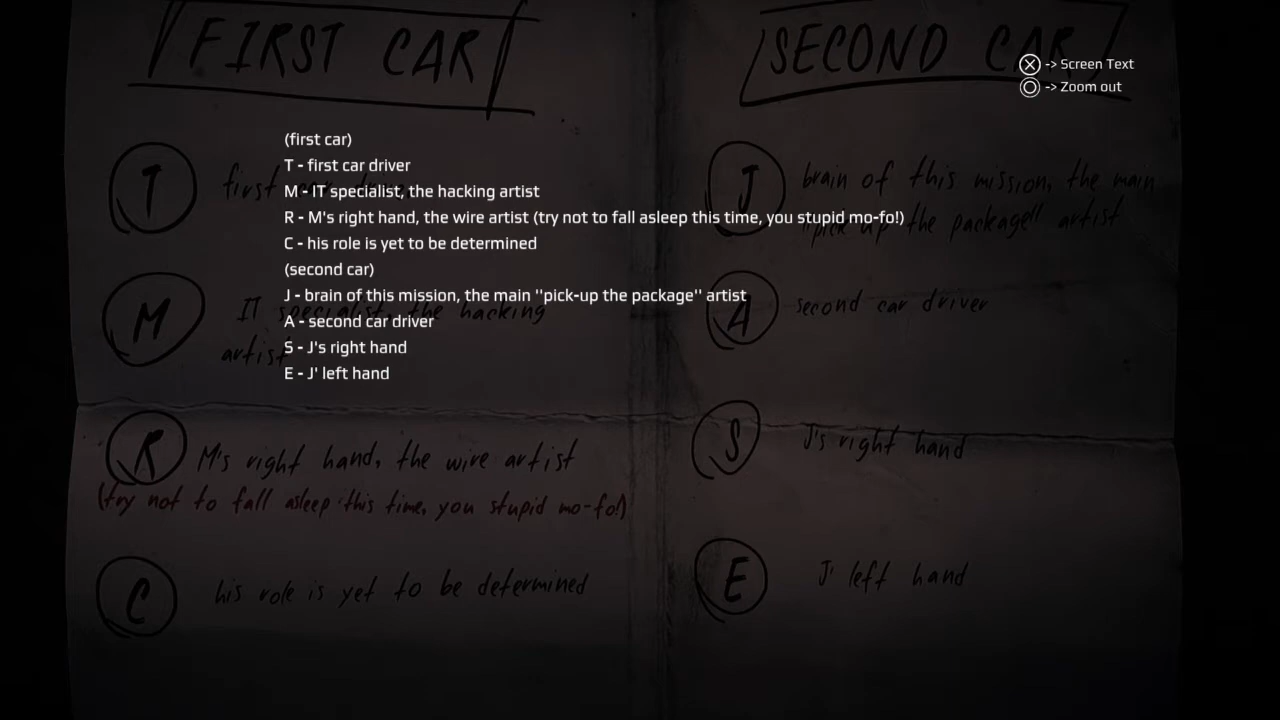 FIRST CAR
SECOND CAR
X -> Screen Text
O -> Zoom out
(first car)
T - first car driver
M - IT specialist, the hacking artist
R - M's right hand, the wire artist (try not to fall asleep this time, you stupid mo-fo!)
C - his role is yet to be determined
(second car)
J - brain of this mission, the main "pick-up the package" artist
A - second car driver
S - J's right hand
E - J' left hand
T
first car
M
IT specialist, the hacking
artist
R
M's right hand, the wire artist
(try not to fall asleep this time, you stupid mo-fo!)
C
his role is yet to be determined
J
brain of this mission, the main
"pick up the package" artist
A
second car driver
S
J's right hand
E
J' left hand